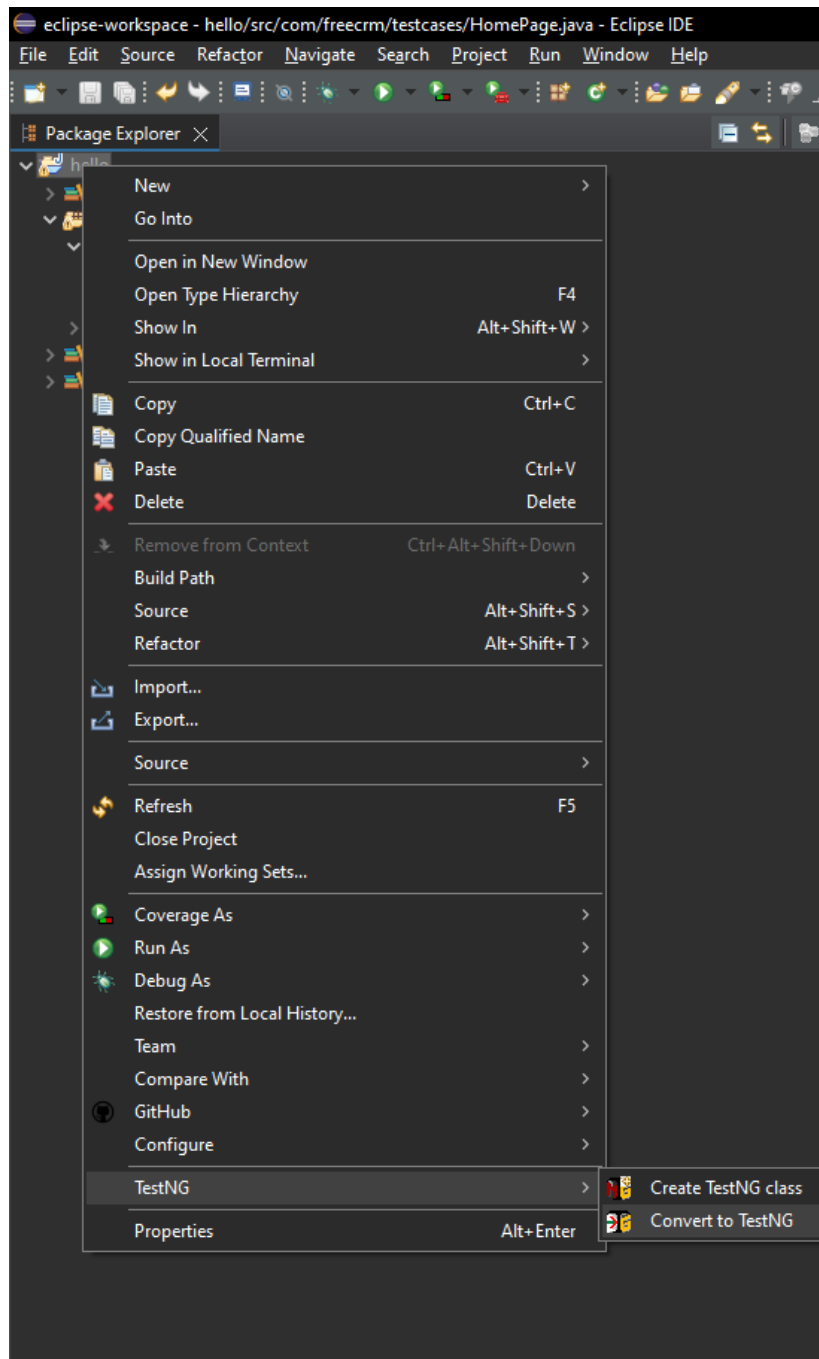 eclipse-workspace - hello/src/com/freecrm/testcases/HomePage.java - Eclipse IDE
File Edit Source Refactor Navigate Search Project Run Window Help
Package Explorer
hello
New
Go Into
Open in New Window
Open Type Hierarchy F4
Show In Alt+Shift+W
Show in Local Terminal
Copy Ctrl+C
Copy Qualified Name
Paste Ctrl+V
Delete Delete
Remove from Context Ctrl+Alt+Shift+Down
Build Path
Source Alt+Shift+S
Refactor Alt+Shift+T
Import...
Export...
Source
Refresh F5
Close Project
Assign Working Sets...
Coverage As
Run As
Debug As
Restore from Local History...
Team
Compare With
GitHub
Configure
TestNG Create TestNG class
Convert to TestNG
Properties Alt+Enter